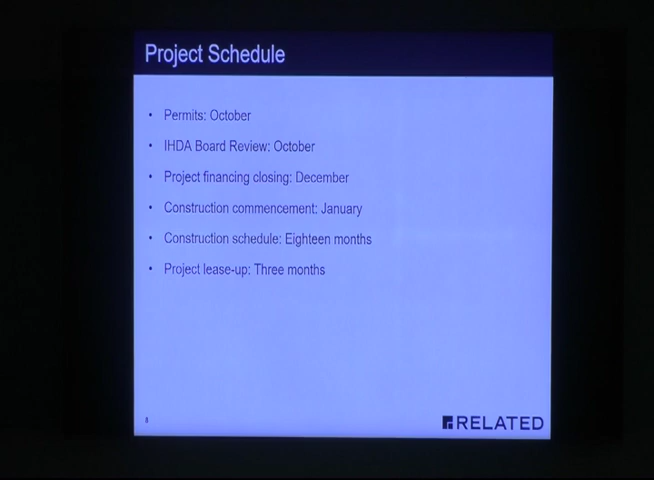 Project Schedule
• Permits: October
• IHDA Board Review: October
• Project financing closing: December
• Construction commencement: January
• Construction schedule: Eighteen months
• Project lease-up: Three months
8
RELATED